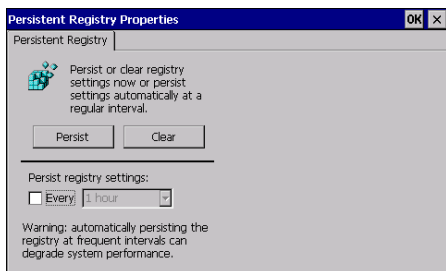 Persistent Registry Properties
OK ×
Persistent Registry
Persist or clear registry
settings now or persist
settings automatically at a
regular interval.
Persist Clear
Persist registry settings:
Every 1 hour
Warning: automatically persisting the
registry at frequent intervals can
degrade system performance.